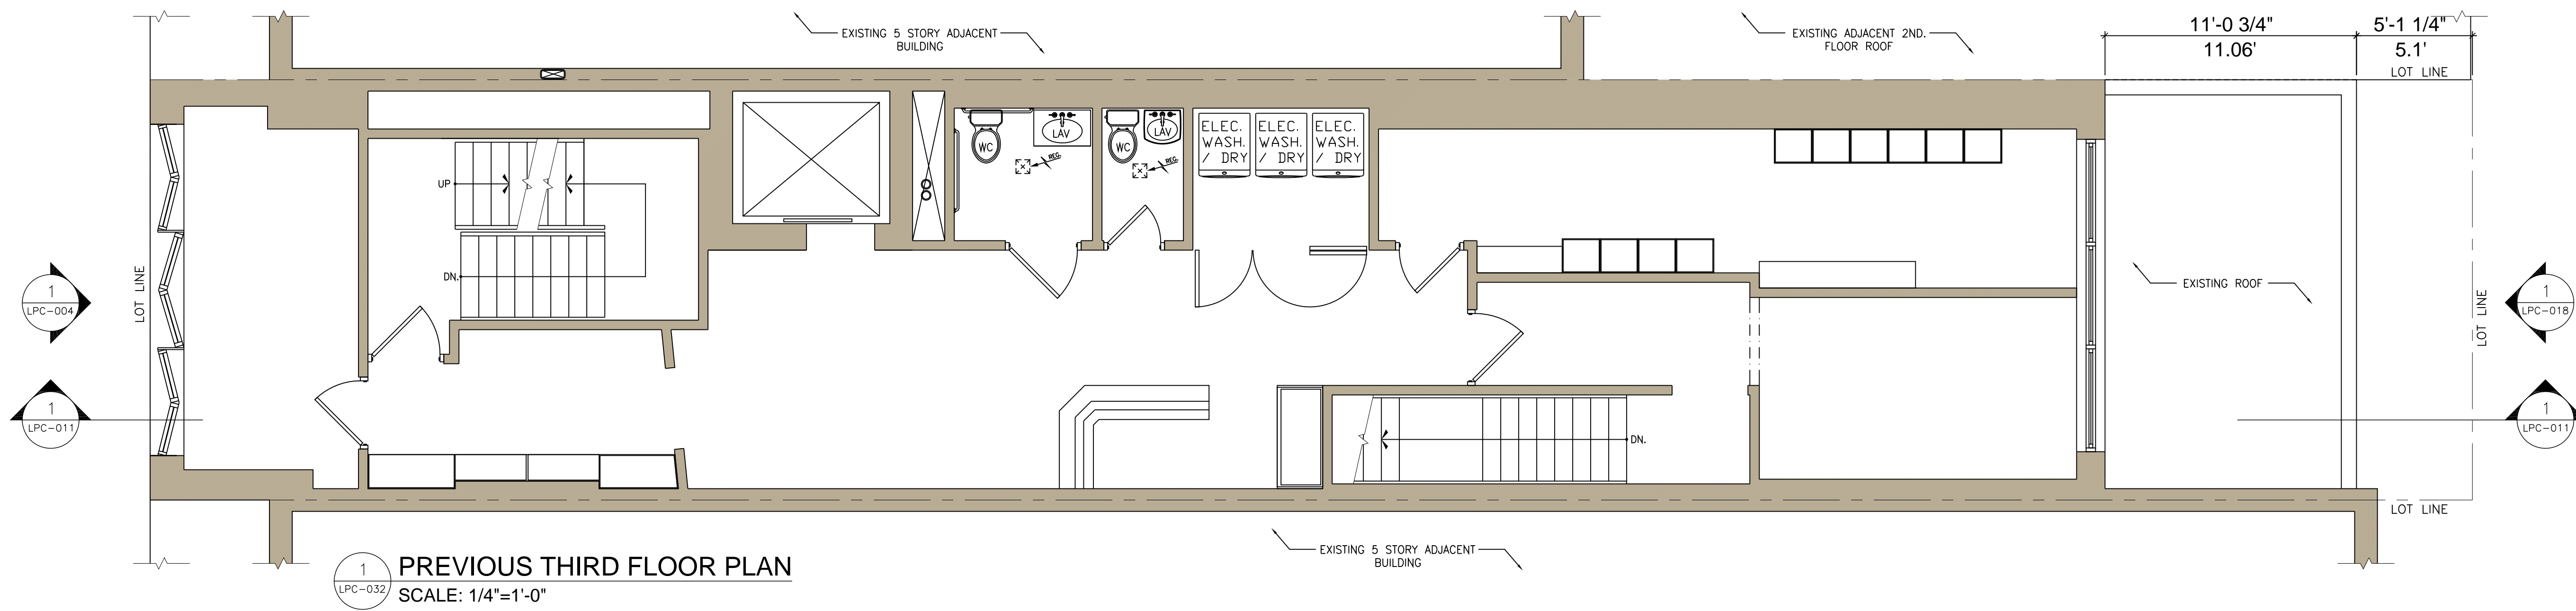 EXISTING 5 STORY ADJACENT
BUILDING
EXISTING ADJACENT 2ND.
FLOOR ROOF
11'-0 3/4"
5'-1 1/4"
11.06'
5.1'
LOT LINE
ELEC.
WASH.
/ DRY
ELEC.
WASH.
/ DRY
ELEC.
WASH.
/ DRY
LAV
WC
REG.
LAV
WC
REG.
UP
DN.
1
LPC-004
LOT LINE
1
LPC-011
EXISTING ROOF
LOT LINE
1
LPC-018
1
LPC-011
DN.
LOT LINE
EXISTING 5 STORY ADJACENT
BUILDING
1
LPC-032
PREVIOUS THIRD FLOOR PLAN
SCALE: 1/4"=1'-0"